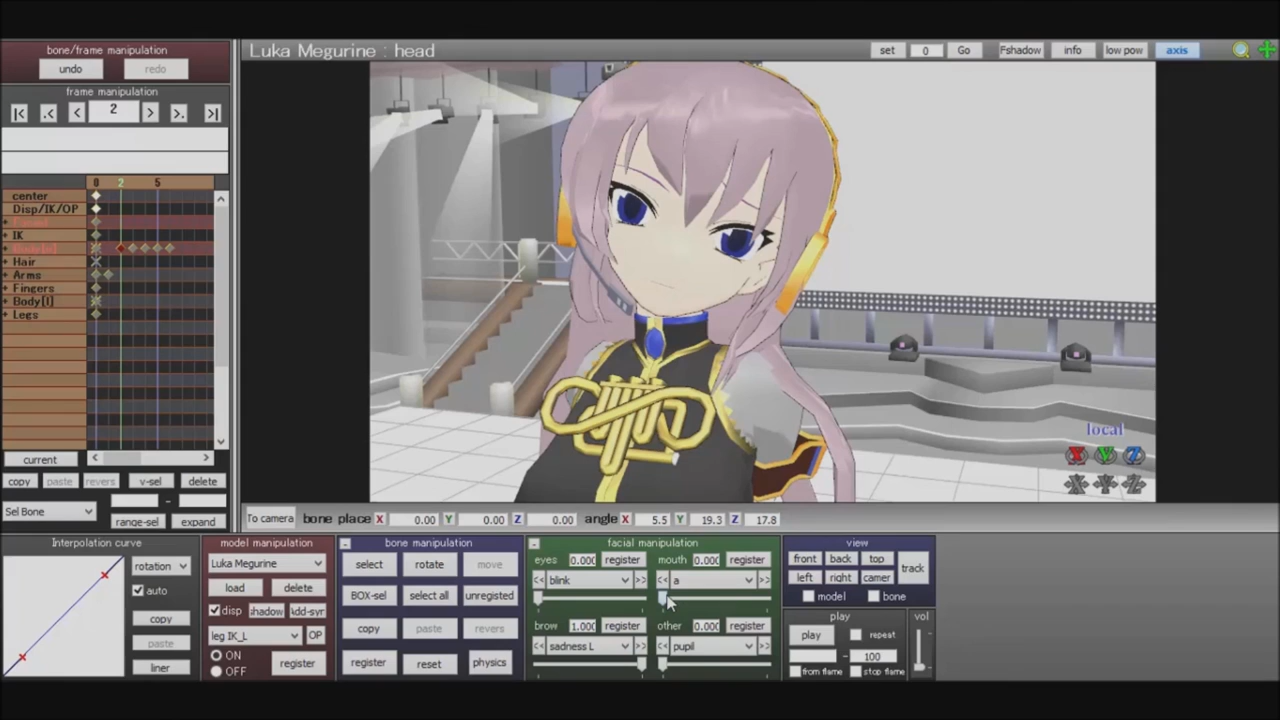 bone/frame manipulation
undo redo
frame manipulation
|< .< < 2 > >. >|
0 2 5
center
Disp/IK/OP
+ IK
+ Hair
+ Arms
+ Fingers
+ Body[l]
+ Legs
current
copy paste revers v-sel delete
Sel Bone
range-sel expand
Luka Megurine : head
set 0 Go Fshadow info low pow axis
local
X Y Z
To camera bone place X 0.00 Y 0.00 Z 0.00 angle X 5.5 Y 19.3 Z 17.8
Interpolation curve
rotation
auto
copy
paste
liner
model manipulation
Luka Megurine
load delete
disp shadow Add-syn
leg IK_L OP
ON
OFF
register
bone manipulation
select rotate move
BOX-sel select all unregisted
copy paste revers
register reset physics
facial manipulation
eyes 0.000 register mouth 0.000 register
<< blink >> << a >>
brow 1.000 register other 0.000 register
<< sadness L >> << pupil >>
view
front back top
left right camer
track
model bone
play
play repeat
- 100
from flame stop flame
vol